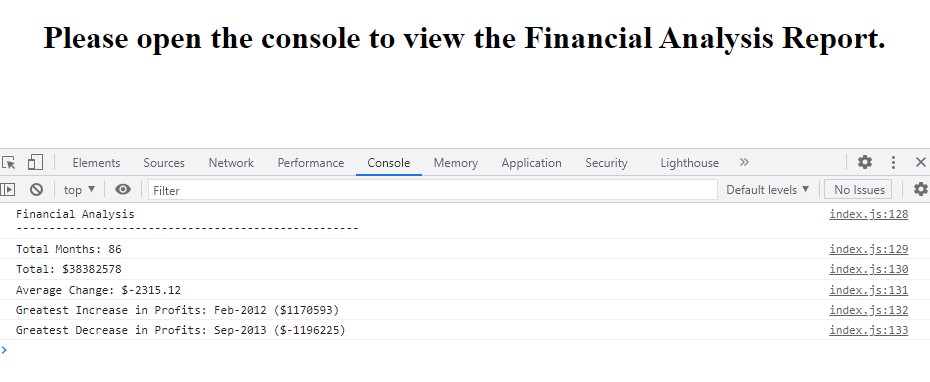 Please open the console to view the Financial Analysis Report.
Elements Sources Network Performance Console Memory Application Security Lighthouse »
top ▼ Filter Default levels ▼ No Issues
Financial Analysis index.js:128
----------------------------------------------------
Total Months: 86 index.js:129
Total: $38382578 index.js:130
Average Change: $-2315.12 index.js:131
Greatest Increase in Profits: Feb-2012 ($1170593) index.js:132
Greatest Decrease in Profits: Sep-2013 ($-1196225) index.js:133